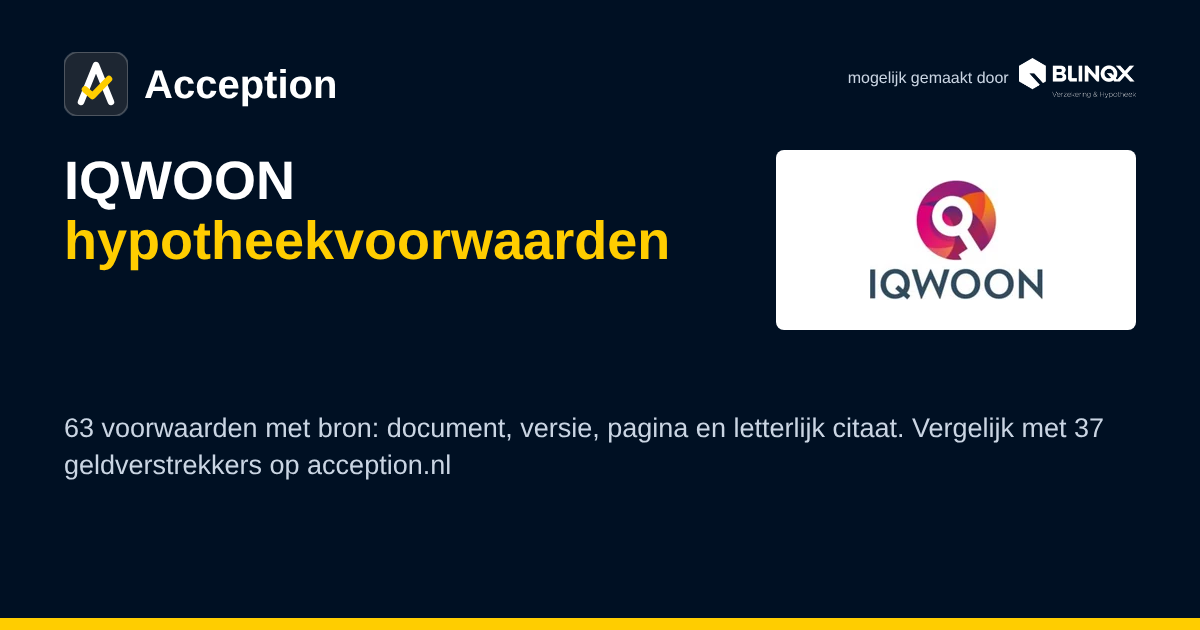 Acception
mogelijk gemaakt door BLINQX
Verzekering & Hypotheek
IQWOON
hypotheekvoorwaarden
IQWOON
63 voorwaarden met bron: document, versie, pagina en letterlijk citaat. Vergelijk met 37
geldverstrekkers op acception.nl